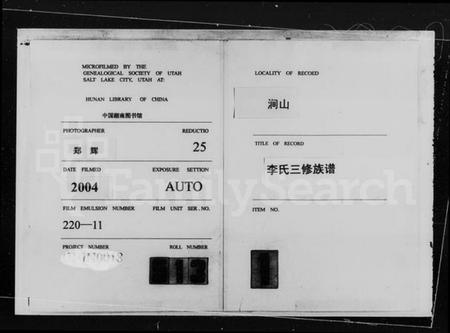 MICROFILMED BY THE
GENEALOGICAL SOCIETY OF UTAH
SALT LAKE CITY, UTAH AT:
HUNAN LIBRARY OF CHINA
中国湖南图书馆
PHOTOGRAPHER REDUCTIO
郑 辉 25
DATE FILMED EXPOSURE SETTION
2004 AUTO
FILM EMULSION NUMBER FILM UNIT SER. NO.
220—11
PROJECT NUMBER ROLL NUMBER
813
LOCALITY OF RECOED
涧山
TITLE OF RECORD
李氏三修族谱
ITEM NO.
1
FamilySearch